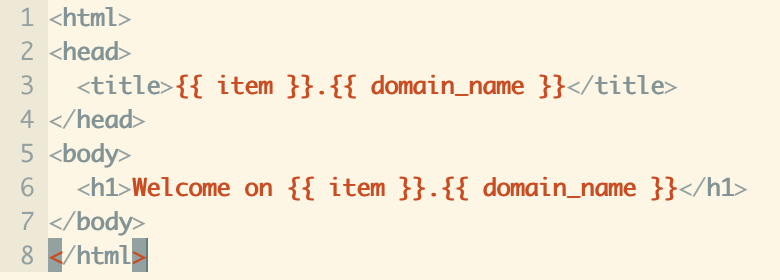 1 <html>
2 <head>
3   <title>{{ item }}.{{ domain_name }}</title>
4 </head>
5 <body>
6   <h1>Welcome on {{ item }}.{{ domain_name }}</h1>
7 </body>
8 </html>